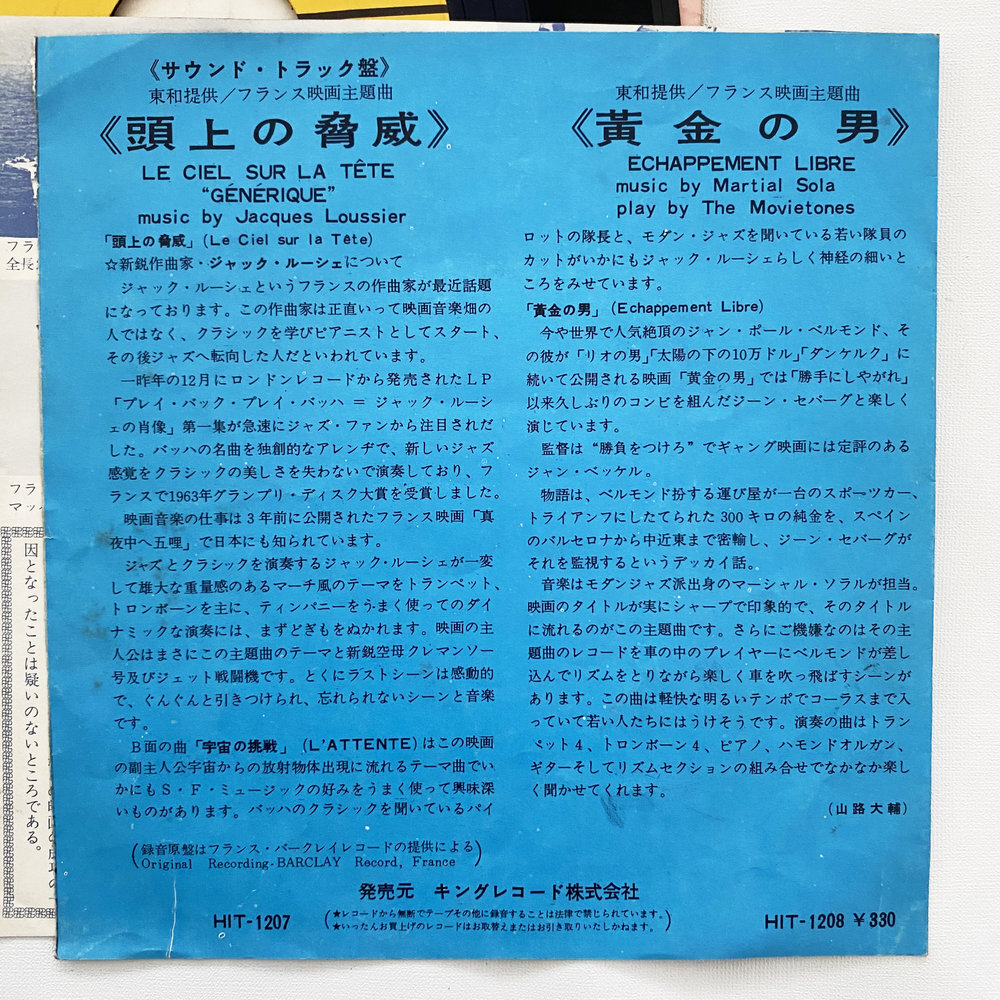 《サウンド・トラック盤》
東和提供/フランス映画主題曲
《頭上の脅威》
LE CIEL SUR LA TÊTE
“GÉNÉRIQUE”
music by Jacques Loussier
「頭上の脅威」(Le Ciel sur la Tête)
☆新鋭作曲家・ジャック・ルーシェについて
ジャック・ルーシェというフランスの作曲家が最近話題
になっております。この作曲家は正直いって映画音楽畑の
人ではなく、クラシックを学びピアニストとしてスタート、
その後ジャズへ転向した人だといわれています。
一昨年の12月にロンドンレコードから発売されたLP
「プレイ・バック・プレイ・バッハ=ジャック・ルーシ
ェの肖像」第一集が急速にジャズ・ファンから注目されだ
した。バッハの名曲を独創的なアレンヂで、新しいジャズ
感覚をクラシックの美しさを失わないで演奏しており、フ
ランスで1963年グランプリ・ディスク大賞を受賞しました。
映画音楽の仕事は3年前に公開されたフランス映画「真
夜中へ五哩」で日本にも知られています。
ジャズとクラシックを演奏するジャック・ルーシェが一変
して雄大な重量感のあるマーチ風のテーマをトランペット、
トロンボーンを主に、ティンパニーをうまく使ってのダイ
ナミックな演奏には、まずどぎもをぬかれます。映画の主
人公はまさにこの主題曲のテーマと新鋭空母クレマンソー
号及びジェット戦闘機です。とくにラストシーンは感動的
で、ぐんぐんと引きつけられ、忘れられないシーンと音楽
です。
B面の曲「宇宙の挑戦」(L'ATTENTE)はこの映画
の副主人公宇宙からの放射物体出現に流れるテーマ曲でい
かにもS・F・ミュージックの好みをうまく使って興味深
いものがあります。バッハのクラシックを聞いているパイ
(録音原盤はフランス・バークレイレコードの提供による
Original Recording-BARCLAY Record, France)
東和提供/フランス映画主題曲
《黄金の男》
ECHAPPEMENT LIBRE
music by Martial Sola
play by The Movietones
ロットの隊長と、モダン・ジャズを聞いている若い隊員の
カットがいかにもジャック・ルーシェらしく神経の細いと
ころをみせています。
「黄金の男」(Echappement Libre)
今や世界で人気絶頂のジャン・ポール・ベルモンド、そ
の彼が「リオの男」「太陽の下の10万ドル」「ダンケルク」に
続いて公開される映画「黄金の男」では「勝手にしやがれ」
以来久しぶりのコンビを組んだジーン・セバーグと楽しく
演じています。
監督は“勝負をつけろ”でギャング映画には定評のある
ジャン・ベッケル。
物語は、ベルモンド扮する運び屋が一台のスポーツカー、
トライアンフにしたてられた300キロの純金を、スペイン
のバルセロナから中近東まで密輸し、ジーン・セバーグが
それを監視するというデッカイ話。
音楽はモダンジャズ派出身のマーシャル・ソラルが担当。
映画のタイトルが実にシャープで印象的で、そのタイトル
に流れるのがこの主題曲です。さらにご機嫌なのはその主
題曲のレコードを車の中のプレイヤーにベルモンドが差し
込んでリズムをとりながら楽しく車を吹っ飛ばすシーンが
あります。この曲は軽快な明るいテンポでコーラスまで入
っていて若い人たちにはうけそうです。演奏の曲はトラン
ペット4、トロンボーン4、ピアノ、ハモンドオルガン、
ギターそしてリズムセクションの組み合せでなかなか楽し
く聞かせてくれます。
(山路大輔)
発売元 キングレコード株式会社
HIT-1207
(★レコードから無断でテープその他に録音することは法律で禁じられています。
★いったんお買上げのレコードはお取替えまたはお引き取りいたしかねます。)
HIT-1208 ¥330
フラ
全長
フラ
マッ
因となったことは疑いのないところである。